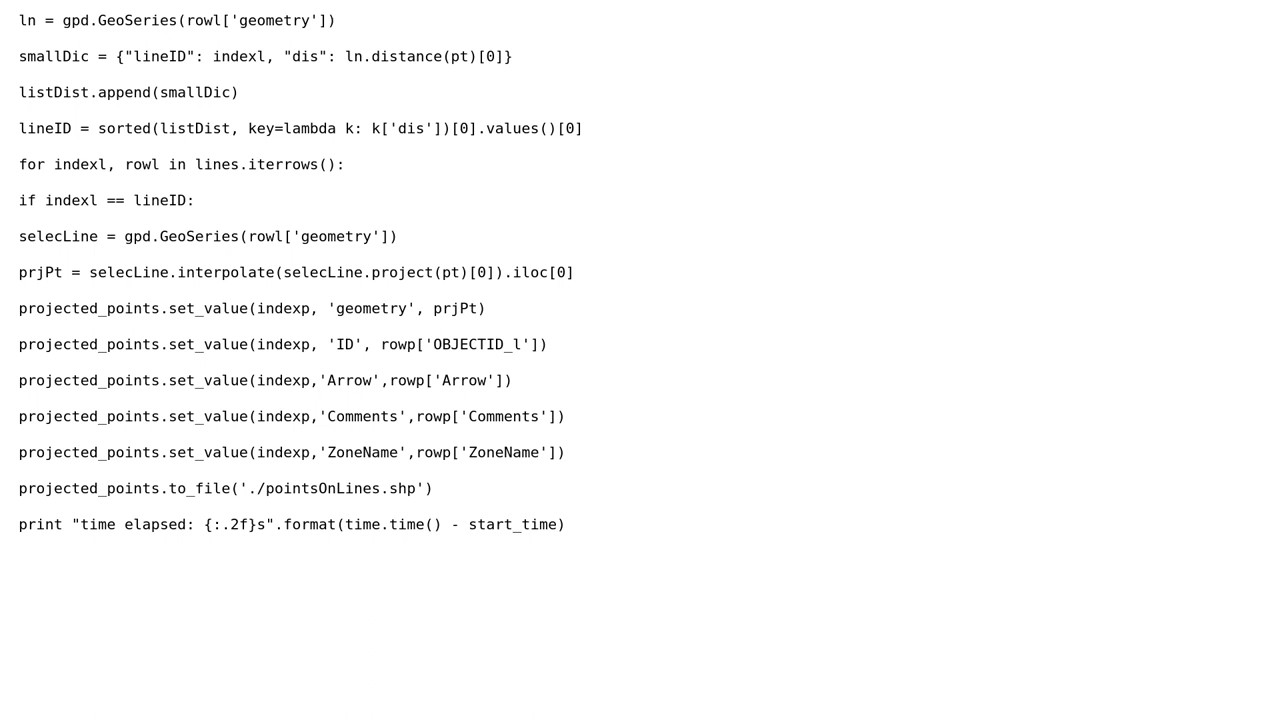 ln = gpd.GeoSeries(rowl['geometry'])
smallDic = {"lineID": indexl, "dis": ln.distance(pt)[0]}
listDist.append(smallDic)
lineID = sorted(listDist, key=lambda k: k['dis'])[0].values()[0]
for indexl, rowl in lines.iterrows():
if indexl == lineID:
selecLine = gpd.GeoSeries(rowl['geometry'])
prjPt = selecLine.interpolate(selecLine.project(pt)[0]).iloc[0]
projected_points.set_value(indexp, 'geometry', prjPt)
projected_points.set_value(indexp, 'ID', rowp['OBJECTID_l'])
projected_points.set_value(indexp,'Arrow',rowp['Arrow'])
projected_points.set_value(indexp,'Comments',rowp['Comments'])
projected_points.set_value(indexp,'ZoneName',rowp['ZoneName'])
projected_points.to_file('./pointsOnLines.shp')
print "time elapsed: {:.2f}s".format(time.time() - start_time)